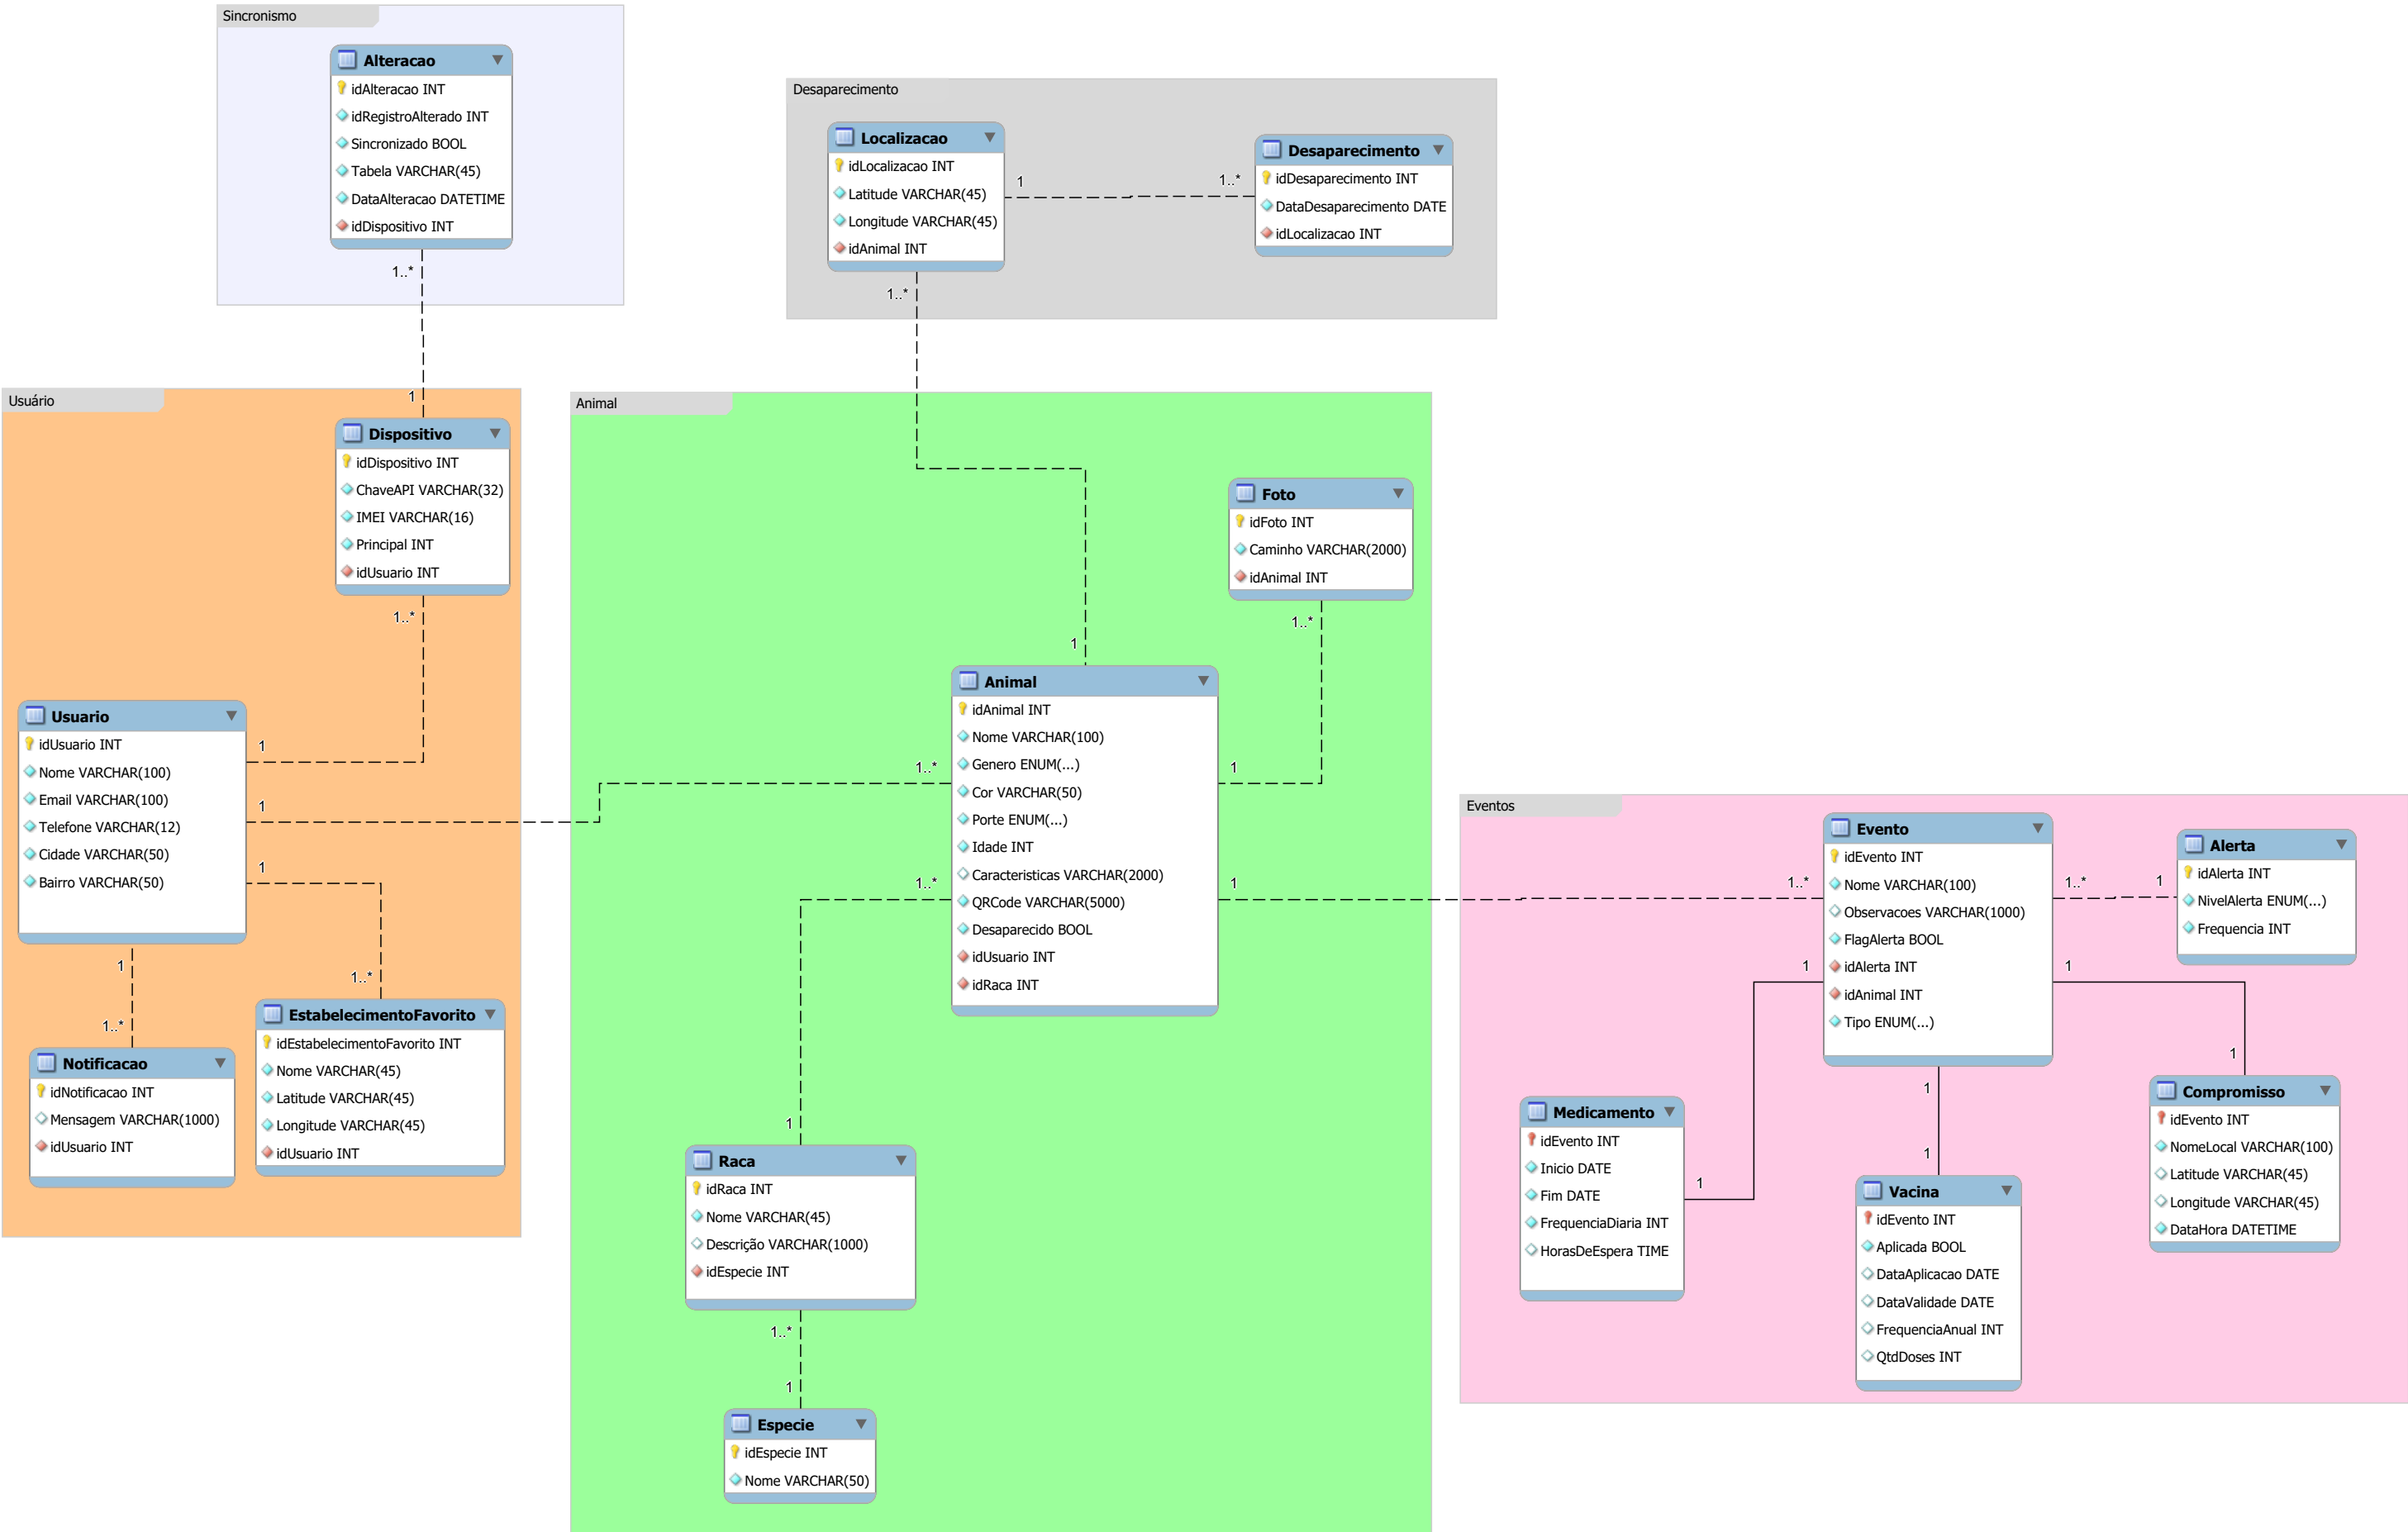 Sincronismo
Alteracao
idAlteracao INT
idRegistroAlterado INT
Sincronizado BOOL
Tabela VARCHAR(45)
DataAlteracao DATETIME
idDispositivo INT
1..*
1
Desaparecimento
Localizacao
idLocalizacao INT
Latitude VARCHAR(45)
Longitude VARCHAR(45)
idAnimal INT
1
1..*
Desaparecimento
idDesaparecimento INT
DataDesaparecimento DATE
idLocalizacao INT
1..*
1
Usuário
Dispositivo
idDispositivo INT
ChaveAPI VARCHAR(32)
IMEI VARCHAR(16)
Principal INT
idUsuario INT
1..*
1
Usuario
idUsuario INT
Nome VARCHAR(100)
Email VARCHAR(100)
Telefone VARCHAR(12)
Cidade VARCHAR(50)
Bairro VARCHAR(50)
1
1
1..*
1
1..*
Notificacao
idNotificacao INT
Mensagem VARCHAR(1000)
idUsuario INT
EstabelecimentoFavorito
idEstabelecimentoFavorito INT
Nome VARCHAR(45)
Latitude VARCHAR(45)
Longitude VARCHAR(45)
idUsuario INT
Animal
Foto
idFoto INT
Caminho VARCHAR(2000)
idAnimal INT
1..*
1
Animal
idAnimal INT
Nome VARCHAR(100)
Genero ENUM(...)
Cor VARCHAR(50)
Porte ENUM(...)
Idade INT
Caracteristicas VARCHAR(2000)
QRCode VARCHAR(5000)
Desaparecido BOOL
idUsuario INT
idRaca INT
1..*
1..*
1
1
Raca
idRaca INT
Nome VARCHAR(45)
Descrição VARCHAR(1000)
idEspecie INT
1..*
1
Especie
idEspecie INT
Nome VARCHAR(50)
Eventos
Evento
idEvento INT
Nome VARCHAR(100)
Observacoes VARCHAR(1000)
FlagAlerta BOOL
idAlerta INT
idAnimal INT
Tipo ENUM(...)
1..*
1..*
1
Alerta
idAlerta INT
NivelAlerta ENUM(...)
Frequencia INT
1
1
1
1
1
1
Medicamento
idEvento INT
Inicio DATE
Fim DATE
FrequenciaDiaria INT
HorasDeEspera TIME
Vacina
idEvento INT
Aplicada BOOL
DataAplicacao DATE
DataValidade DATE
FrequenciaAnual INT
QtdDoses INT
Compromisso
idEvento INT
NomeLocal VARCHAR(100)
Latitude VARCHAR(45)
Longitude VARCHAR(45)
DataHora DATETIME